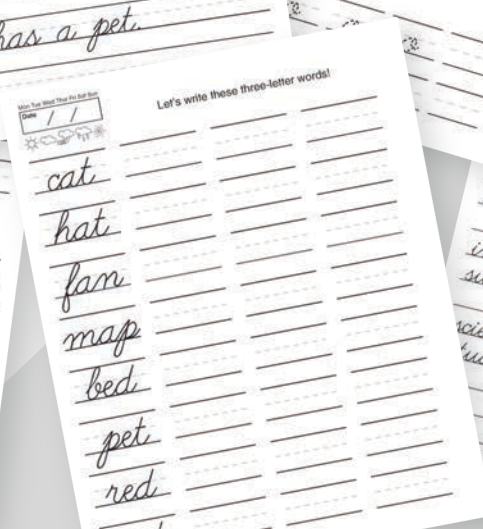 has a pet.
Let's write these three-letter words!
Mon Tue Wed Thu Fri Sat Sun
Date / /
cat
hat
fan
map
bed
pet
red